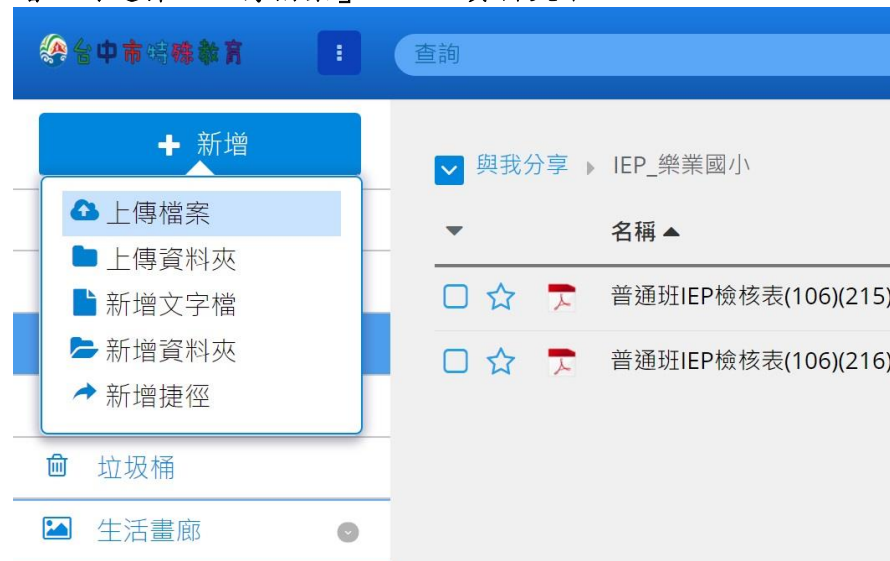 台中市特殊教育
查詢
新增
上傳檔案
上傳資料夾
新增文字檔
新增資料夾
新增捷徑
垃圾桶
生活畫廊
與我分享 IEP_樂業國小
名稱
普通班IEP檢核表(106)(215)
普通班IEP檢核表(106)(216)